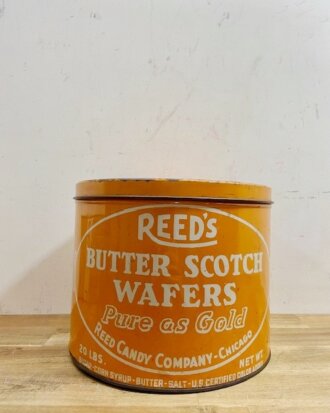 REED'S
BUTTER SCOTCH
WAFERS
Pure as Gold
REED CANDY COMPANY - CHICAGO
20 LBS. NET WT.
CORN SYRUP - BUTTER - SALT - U.S. CERTIFIED COLOR